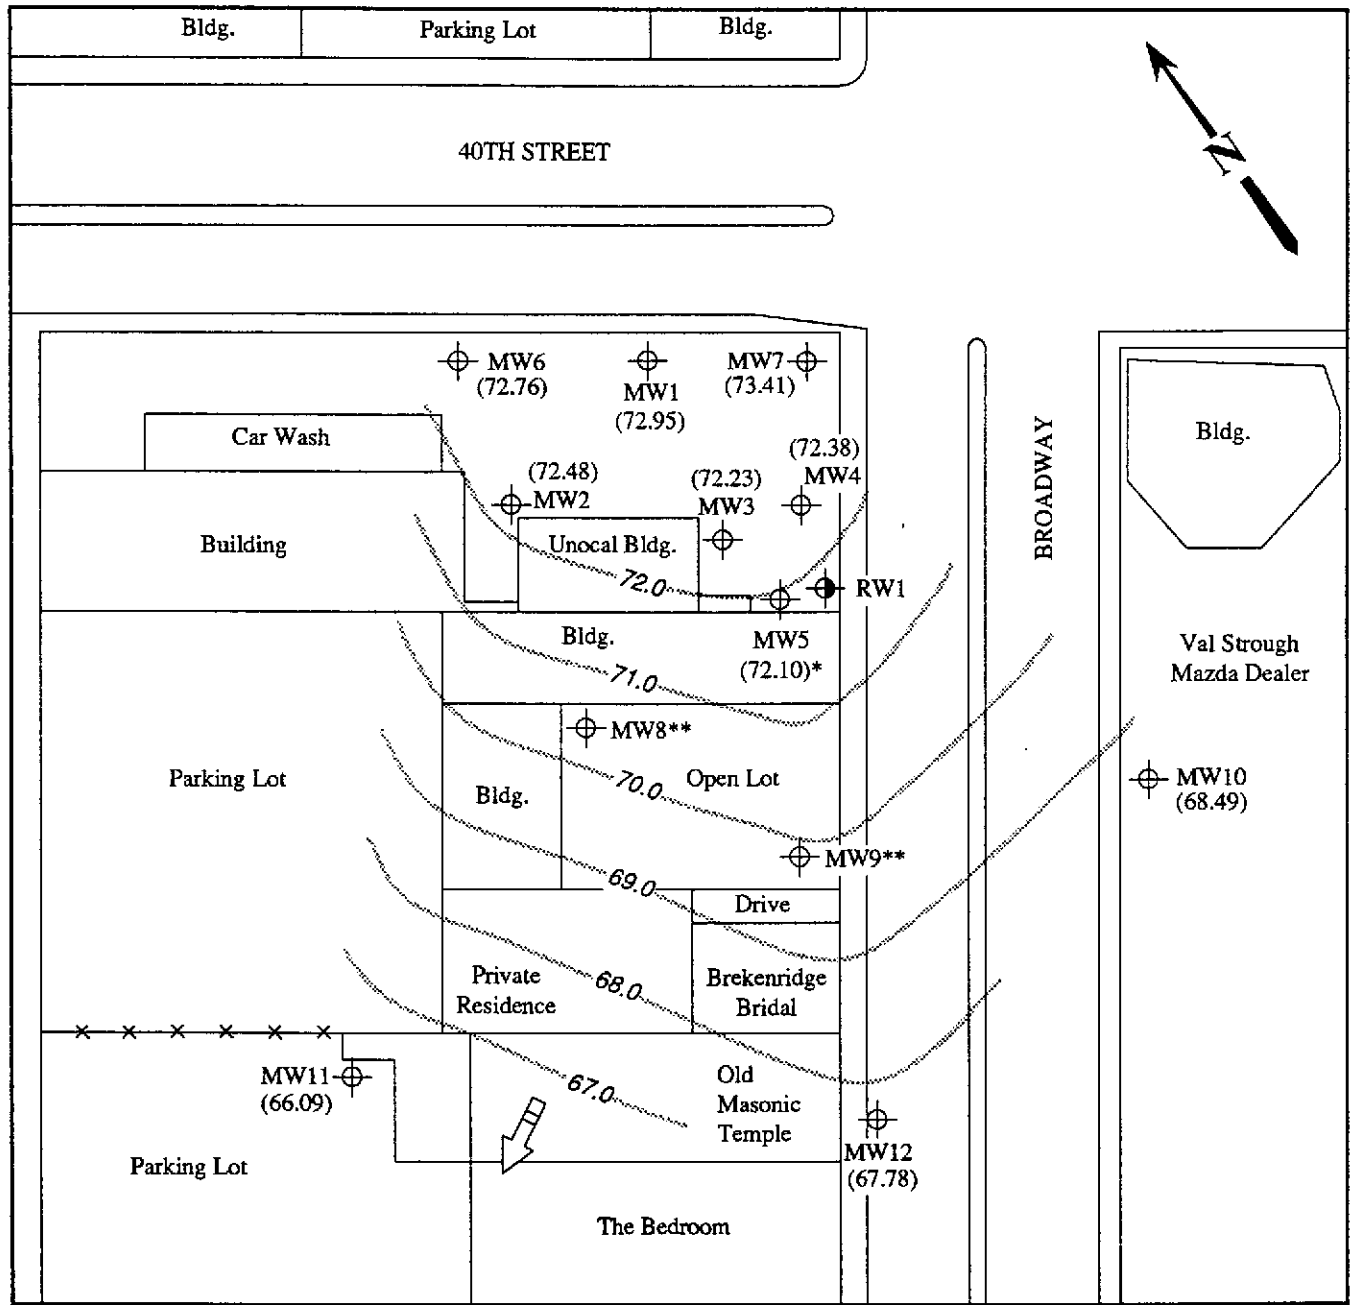 Bldg.
Parking Lot
Bldg.
40TH STREET
N
MW6
(72.76)
MW1
(72.95)
MW7
(73.41)
Car Wash
Bldg.
BROADWAY
(72.38)
MW4
(72.48)
MW2
(72.23)
MW3
Building
Unocal Bldg.
72.0
RW1
Bldg.
MW5
(72.10)*
71.0
Val Strough
Mazda Dealer
MW8**
Parking Lot
70.0
Open Lot
Bldg.
MW10
(68.49)
MW9**
69.0
Drive
Private
Residence
68.0
Brekenridge
Bridal
MW11
(66.09)
67.0
Old
Masonic
Temple
MW12
(67.78)
Parking Lot
The Bedroom